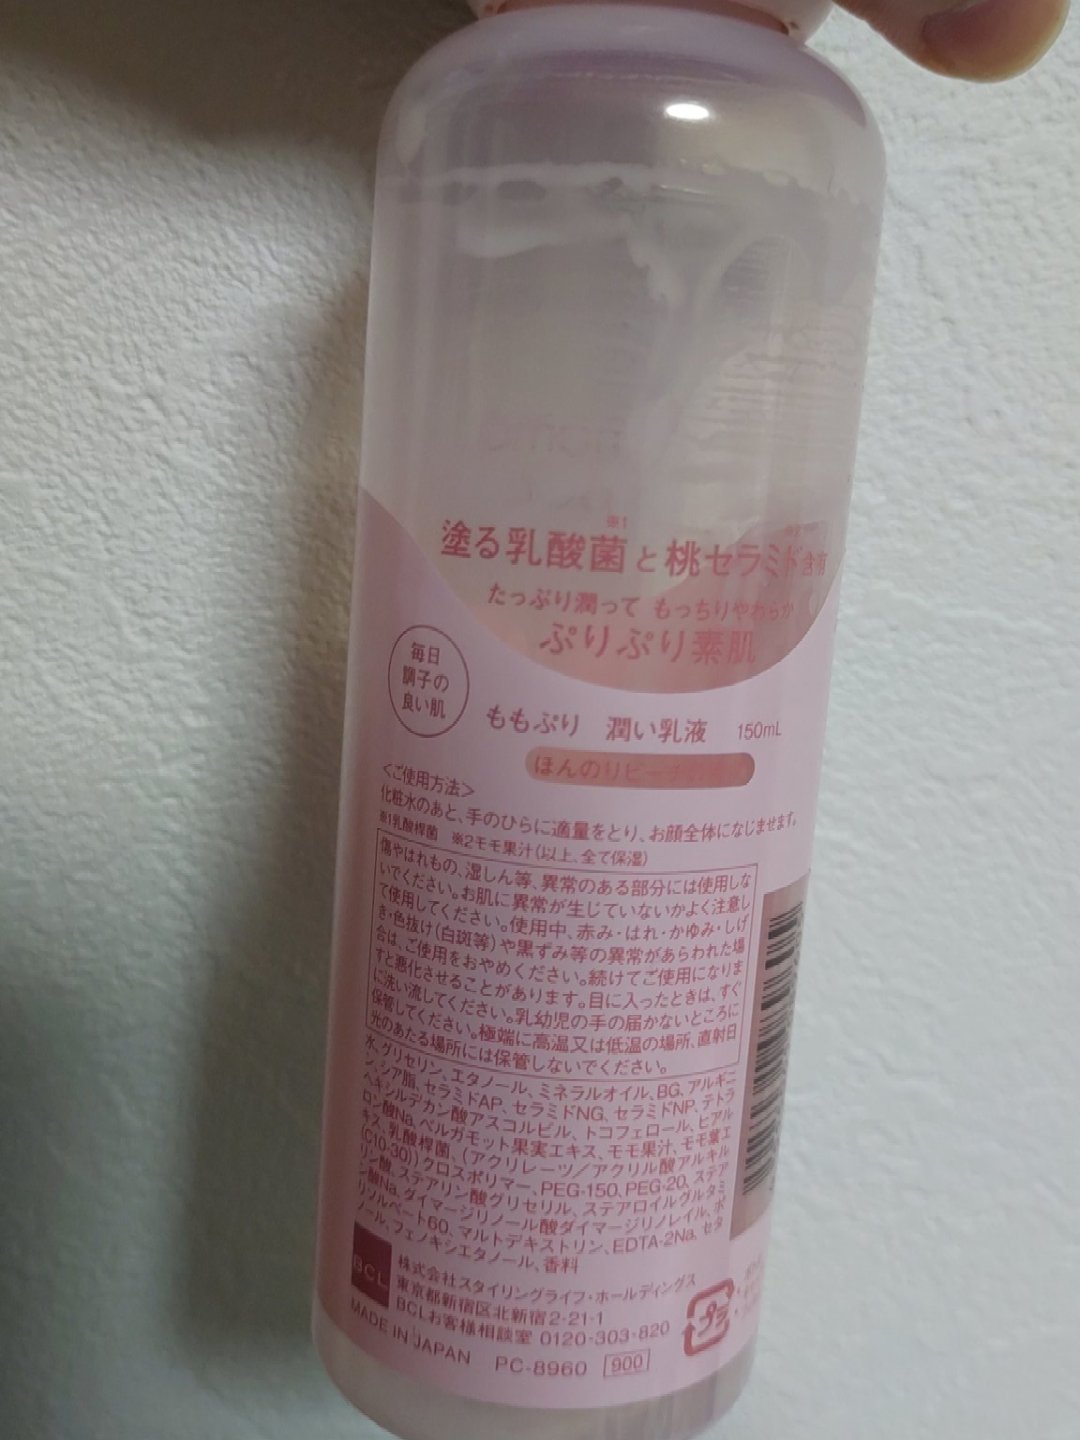 ※1 ※2
塗る乳酸菌と桃セラミド含有
たっぷり潤って もっちりやわらか
ぷりぷり素肌
毎日
調子の
良い肌
ももぷり 潤い乳液 150mL
ほんのりピーチの
<ご使用方法>
化粧水のあと、手のひらに適量をとり、お顔全体になじませます。
※1乳酸桿菌 ※2モモ果汁(以上、全て保湿)
傷やはれもの、湿しん等、異常のある部分には使用しな
いでください。お肌に異常が生じていないかよく注意し
て使用してください。使用中、赤み・はれ・かゆみ・しげ
き・色抜け(白斑等)や黒ずみ等の異常があらわれた場
合は、ご使用をおやめください。続けてご使用になりま
すと悪化させることがあります。目に入ったときは、すぐ
に洗い流してください。乳幼児の手の届かないところに
保管してください。極端に高温又は低温の場所、直射日
光のあたる場所には保管しないでください。
水、グリセリン、エタノール、ミネラルオイル、BG、アルギニ
ン、シア脂、セラミドAP、セラミドNG、セラミドNP、テトラ
ヘキシルデカン酸アスコルビル、トコフェロール、ヒアル
ロン酸Na、ベルガモット果実エキス、モモ果汁、モモ葉エ
キス、乳酸桿菌、(アクリレーツ/アクリル酸アルキル
(C10-30))クロスポリマー、PEG-150、PEG-20、ステア
リン酸、ステアリン酸グリセリル、ステアロイルグルタミ
ン酸Na、ダイマージリノール酸ダイマージリノレイル、ポ
リソルベート60、マルトデキストリン、EDTA-2Na、セタ
ノール、フェノキシエタノール、香料
BCL
株式会社スタイリングライフ・ホールディングス
東京都新宿区北新宿2-21-1
BCLお客様相談室 0120-303-820
MADE IN JAPAN PC-8960 900
プラ